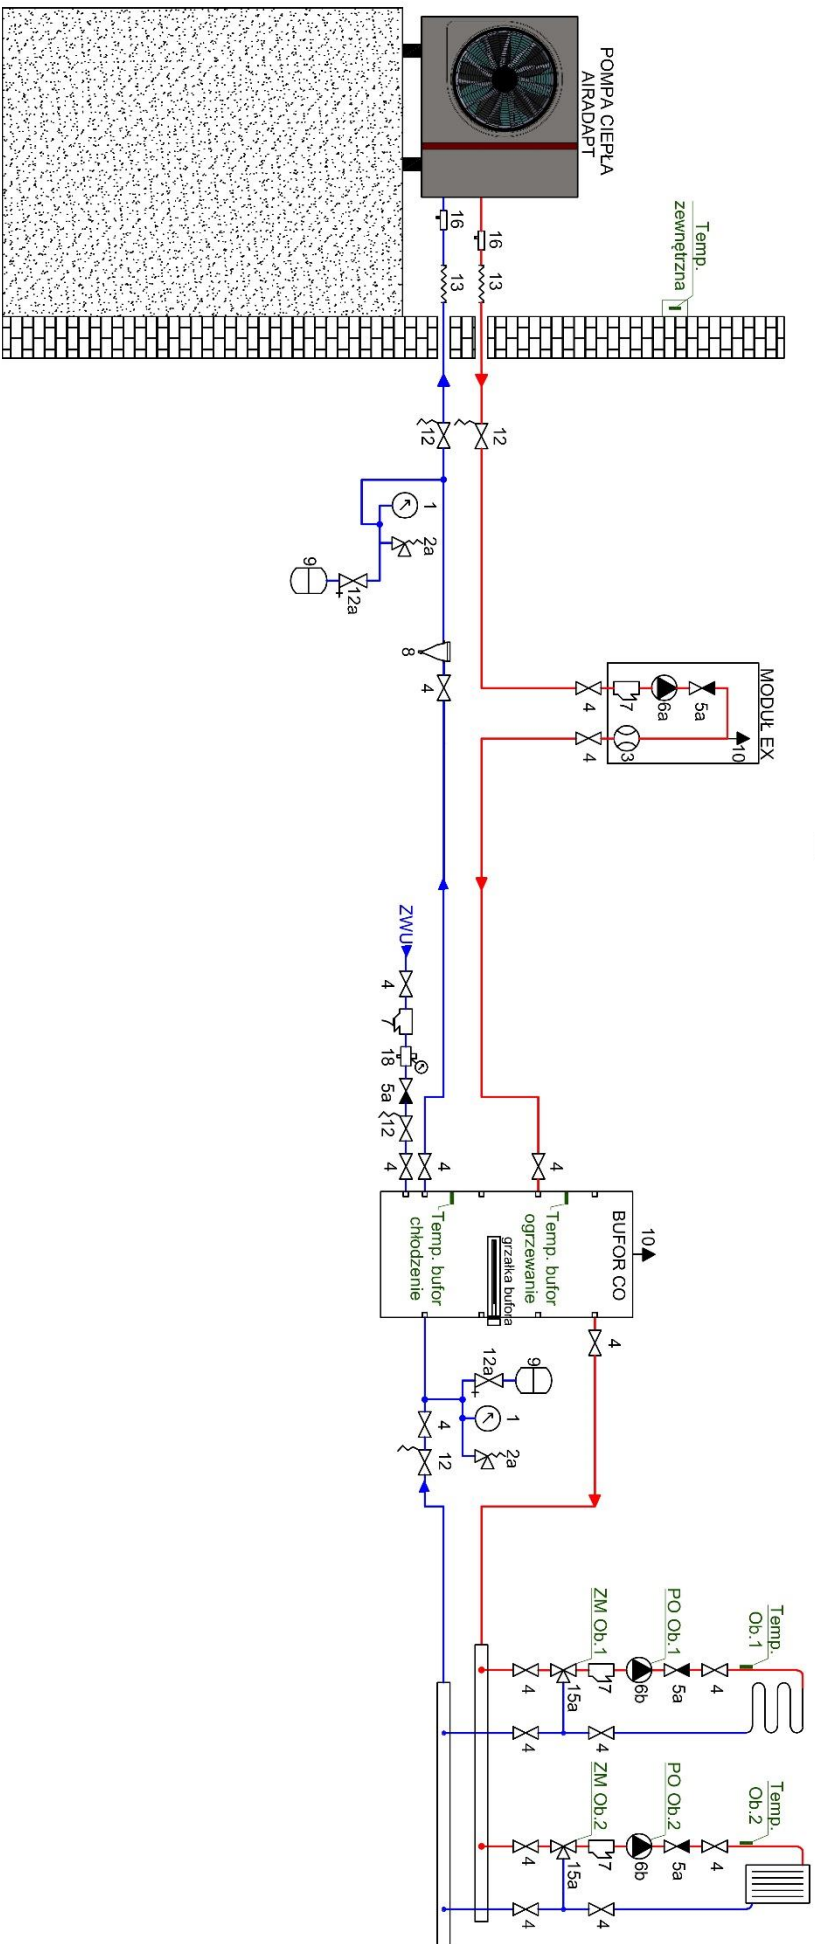 POMPA CIEPŁA
AIRADAPT
Temp.
zewnętrzna
16
16
13
13
12
12
1
2a
9
12a
MODUŁ EX
4
17
6a
5a
10
3
4
8
4
ZWU
4
7
18
5a
12
4
4
4
10
BUFOR CO
Temp. bufor
ogrzewanie
grzałka bufora
Temp. bufor
chłodzenie
4
9
12a
1
2a
4
12
Temp.
Ob.1
PO Ob.1
ZM Ob.1
4
5a
6b
17
15a
4
4
4
Temp.
Ob.2
PO Ob.2
ZM Ob.2
4
5a
6b
17
15a
4
4
4